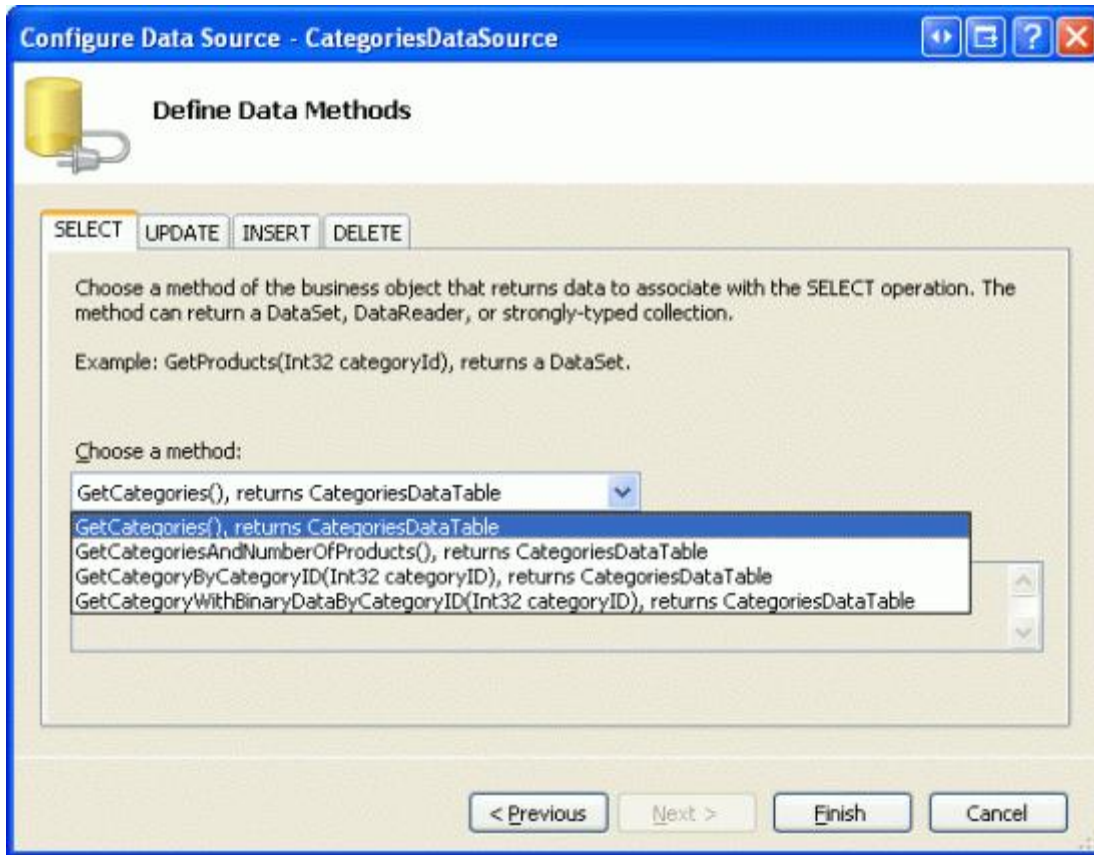 Configure Data Source - CategoriesDataSource
Define Data Methods
SELECT UPDATE INSERT DELETE
Choose a method of the business object that returns data to associate with the SELECT operation. The
method can return a DataSet, DataReader, or strongly-typed collection.
Example: GetProducts(Int32 categoryId), returns a DataSet.
Choose a method:
GetCategories(), returns CategoriesDataTable
GetCategories(), returns CategoriesDataTable
GetCategoriesAndNumberOfProducts(), returns CategoriesDataTable
GetCategoryByCategoryID(Int32 categoryID), returns CategoriesDataTable
GetCategoryWithBinaryDataByCategoryID(Int32 categoryID), returns CategoriesDataTable
< Previous Next > Finish Cancel